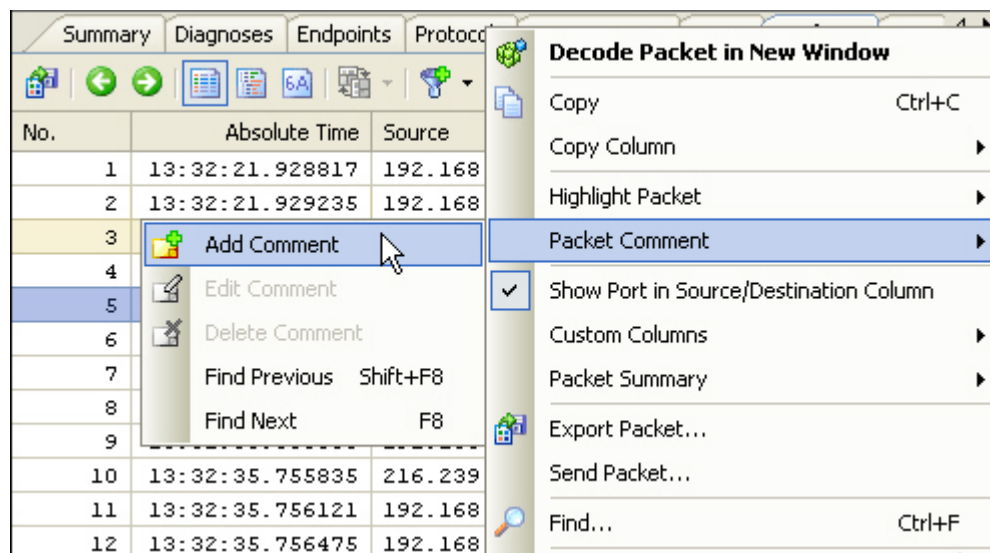 Summary Diagnoses Endpoints
No. Absolute Time Source
1 13:32:21.928817 192.168
2 13:32:21.929235 192.168
3
4
5
6
7
8
9
10 13:32:35.755835 216.239
11 13:32:35.756121 192.168
12 13:32:35.756475 192.168
Add Comment
Edit Comment
Delete Comment
Find Previous Shift+F8
Find Next F8
Decode Packet in New Window
Copy Ctrl+C
Copy Column
Highlight Packet
Packet Comment
Show Port in Source/Destination Column
Custom Columns
Packet Summary
Export Packet...
Send Packet...
Find... Ctrl+F